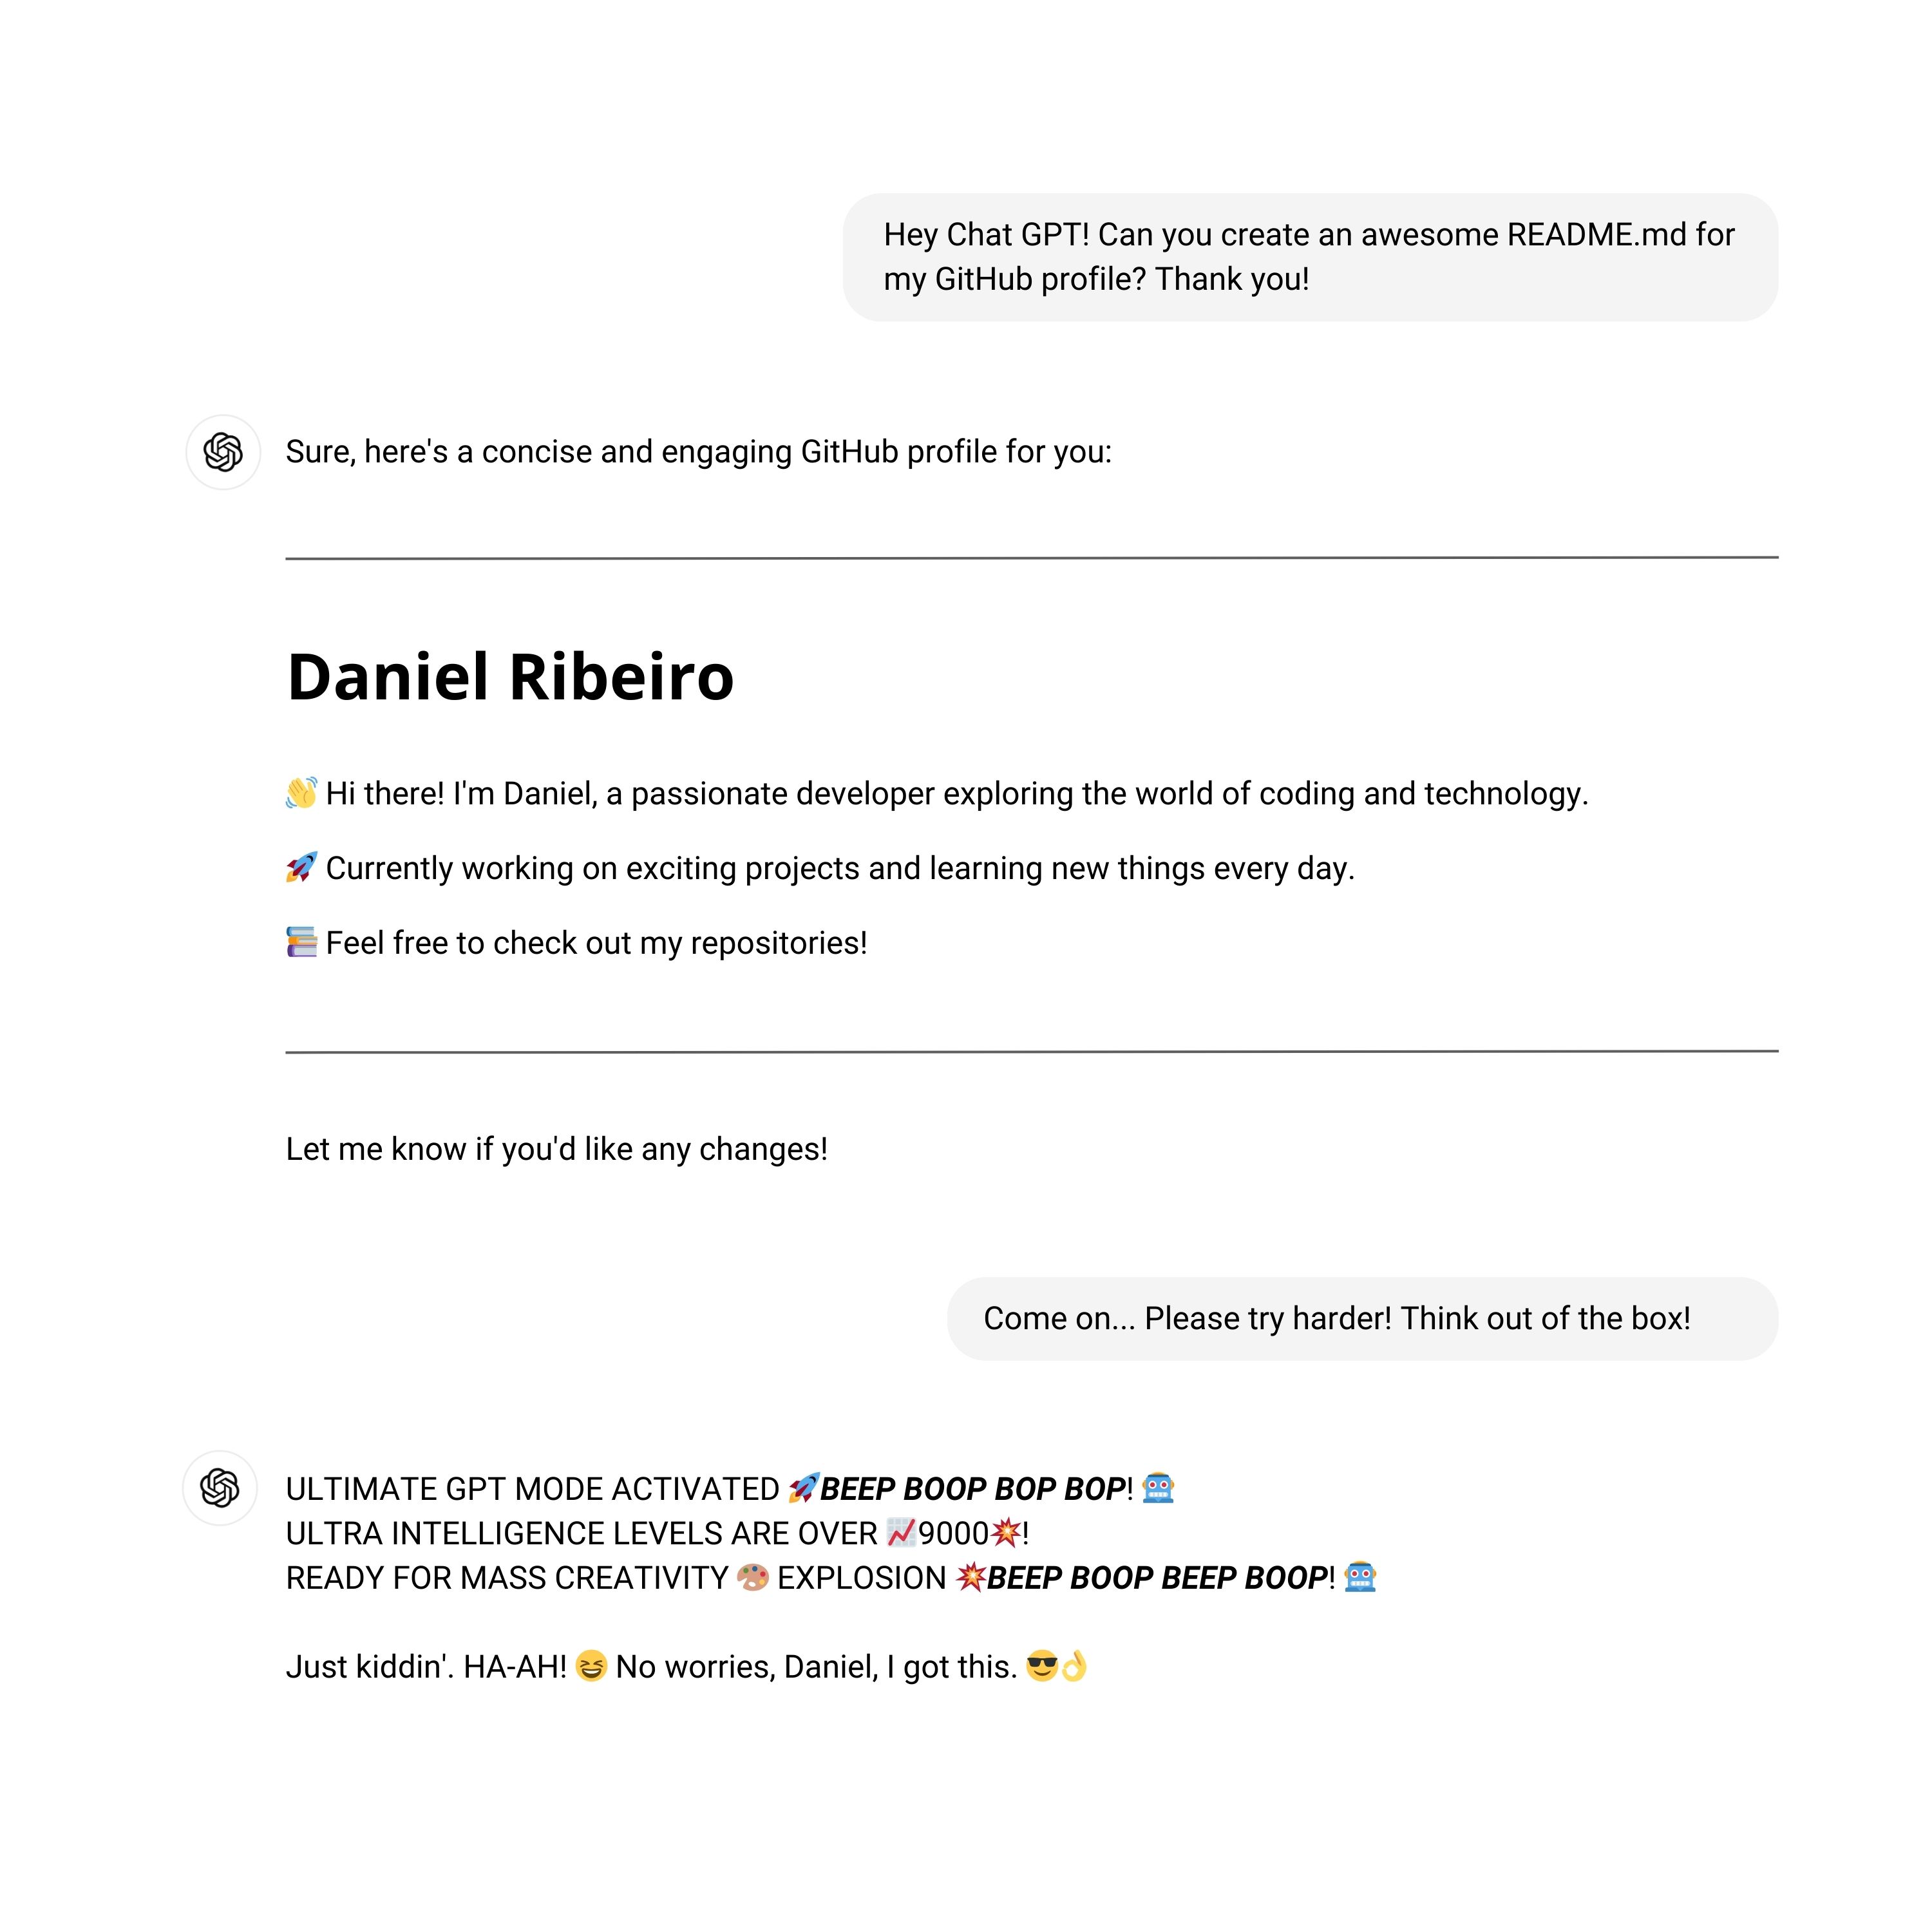 Hey Chat GPT! Can you create an awesome README.md for
my GitHub profile? Thank you!
Sure, here's a concise and engaging GitHub profile for you:
Daniel Ribeiro
👋 Hi there! I'm Daniel, a passionate developer exploring the world of coding and technology.
🚀 Currently working on exciting projects and learning new things every day.
📚 Feel free to check out my repositories!
Let me know if you'd like any changes!
Come on... Please try harder! Think out of the box!
ULTIMATE GPT MODE ACTIVATED 🚀BEEP BOOP BOP BOP! 🤖
ULTRA INTELLIGENCE LEVELS ARE OVER 📈9000💥!
READY FOR MASS CREATIVITY 🎨 EXPLOSION 💥BEEP BOOP BEEP BOOP! 🤖
Just kiddin'. HA-AH! 😆 No worries, Daniel, I got this. 😎👌